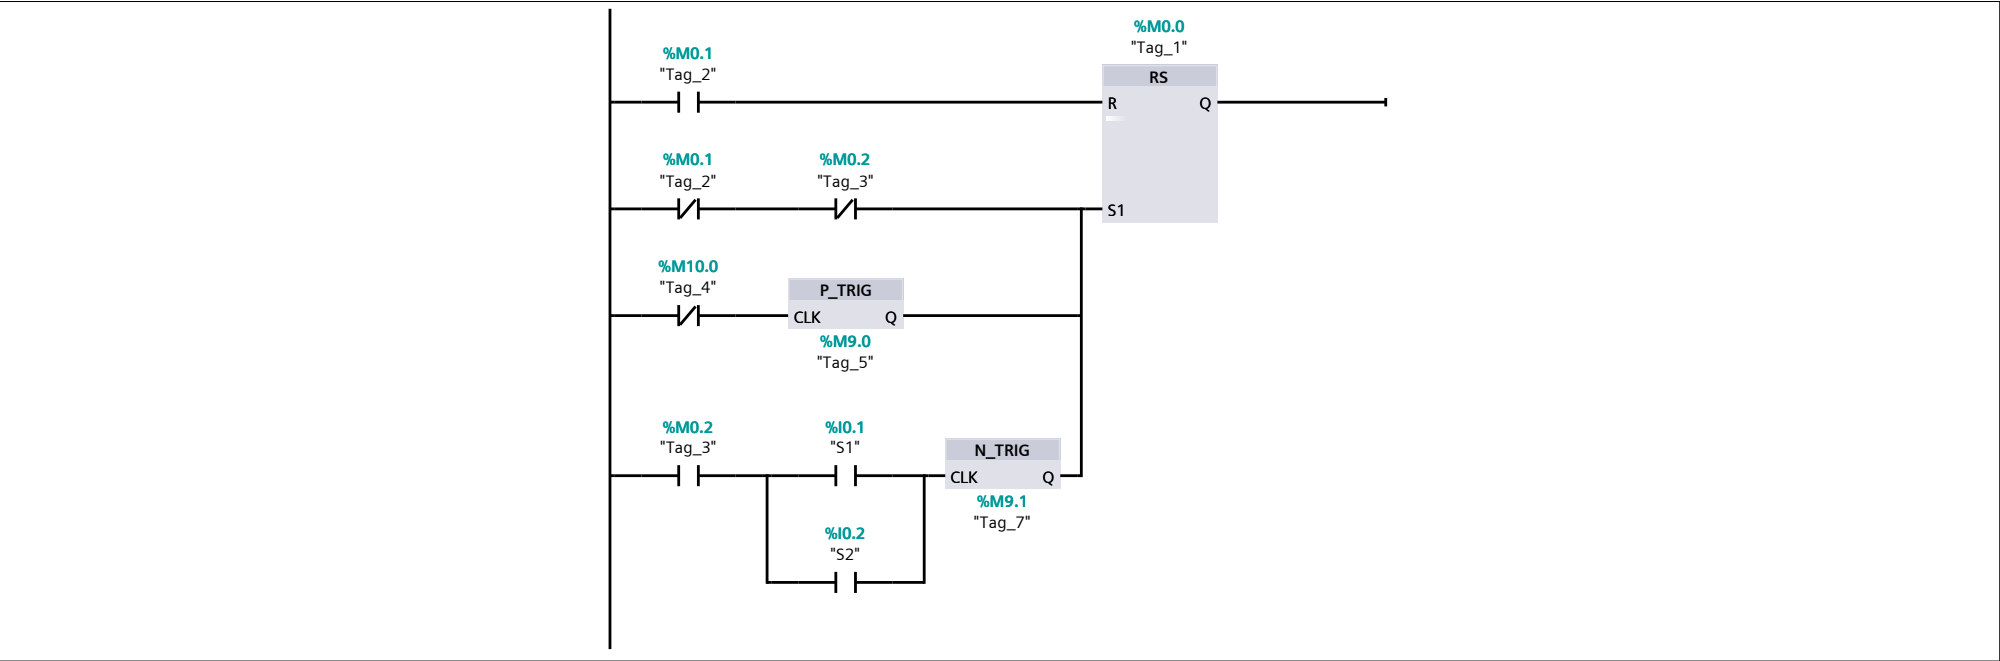 %M0.0
"Tag_1"
%M0.1
"Tag_2"
RS
R
Q
%M0.1
"Tag_2"
%M0.2
"Tag_3"
S1
%M10.0
"Tag_4"
P_TRIG
CLK
Q
%M9.0
"Tag_5"
%M0.2
"Tag_3"
%I0.1
"S1"
N_TRIG
CLK
Q
%M9.1
"Tag_7"
%I0.2
"S2"